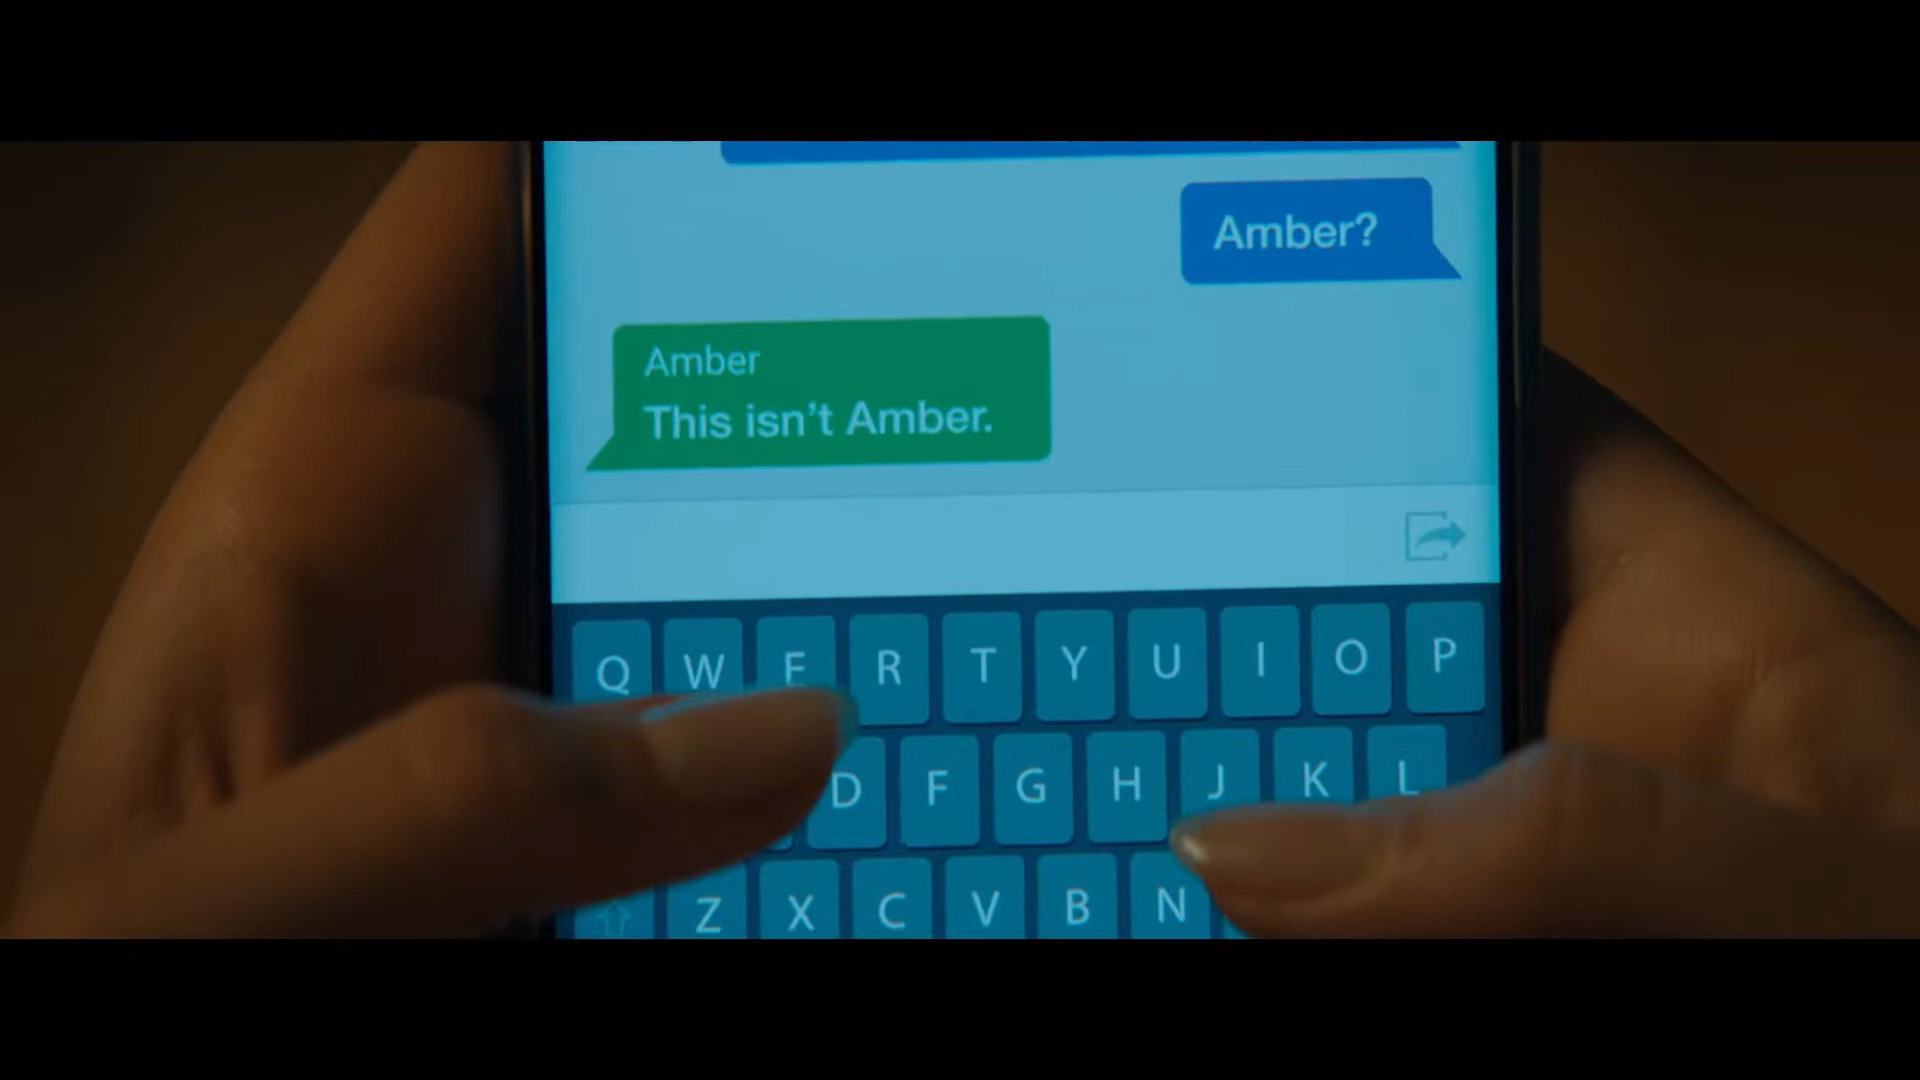 Amber?
Amber
This isn't Amber.
Q W E R T Y U I O P
D F G H J K L
Z X C V B N